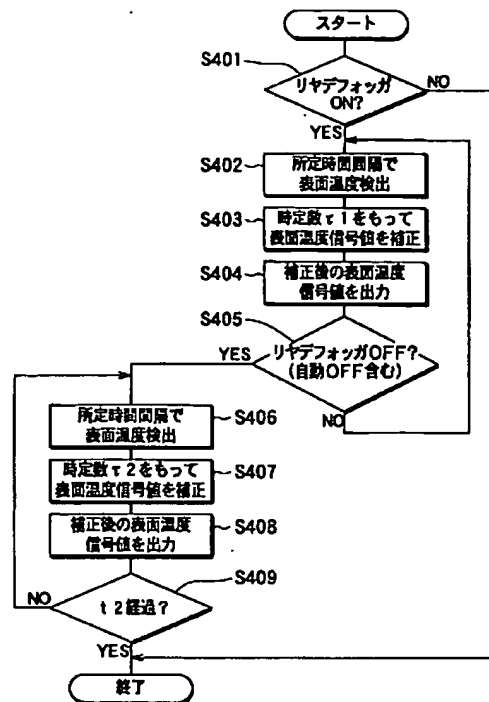 スタート
S401
リヤデフォッガ
ON?
NO
YES
S402
所定時間間隔で
表面温度検出
S403
時定数τ1をもって
表面温度信号値を補正
S404
補正後の表面温度
信号値を出力
S405
リヤデフォッガOFF?
(自動OFF含む)
YES
NO
所定時間間隔で
表面温度検出
S406
時定数τ2をもって
表面温度信号値を補正
S407
補正後の表面温度
信号値を出力
S408
S409
t2経過?
NO
YES
終了